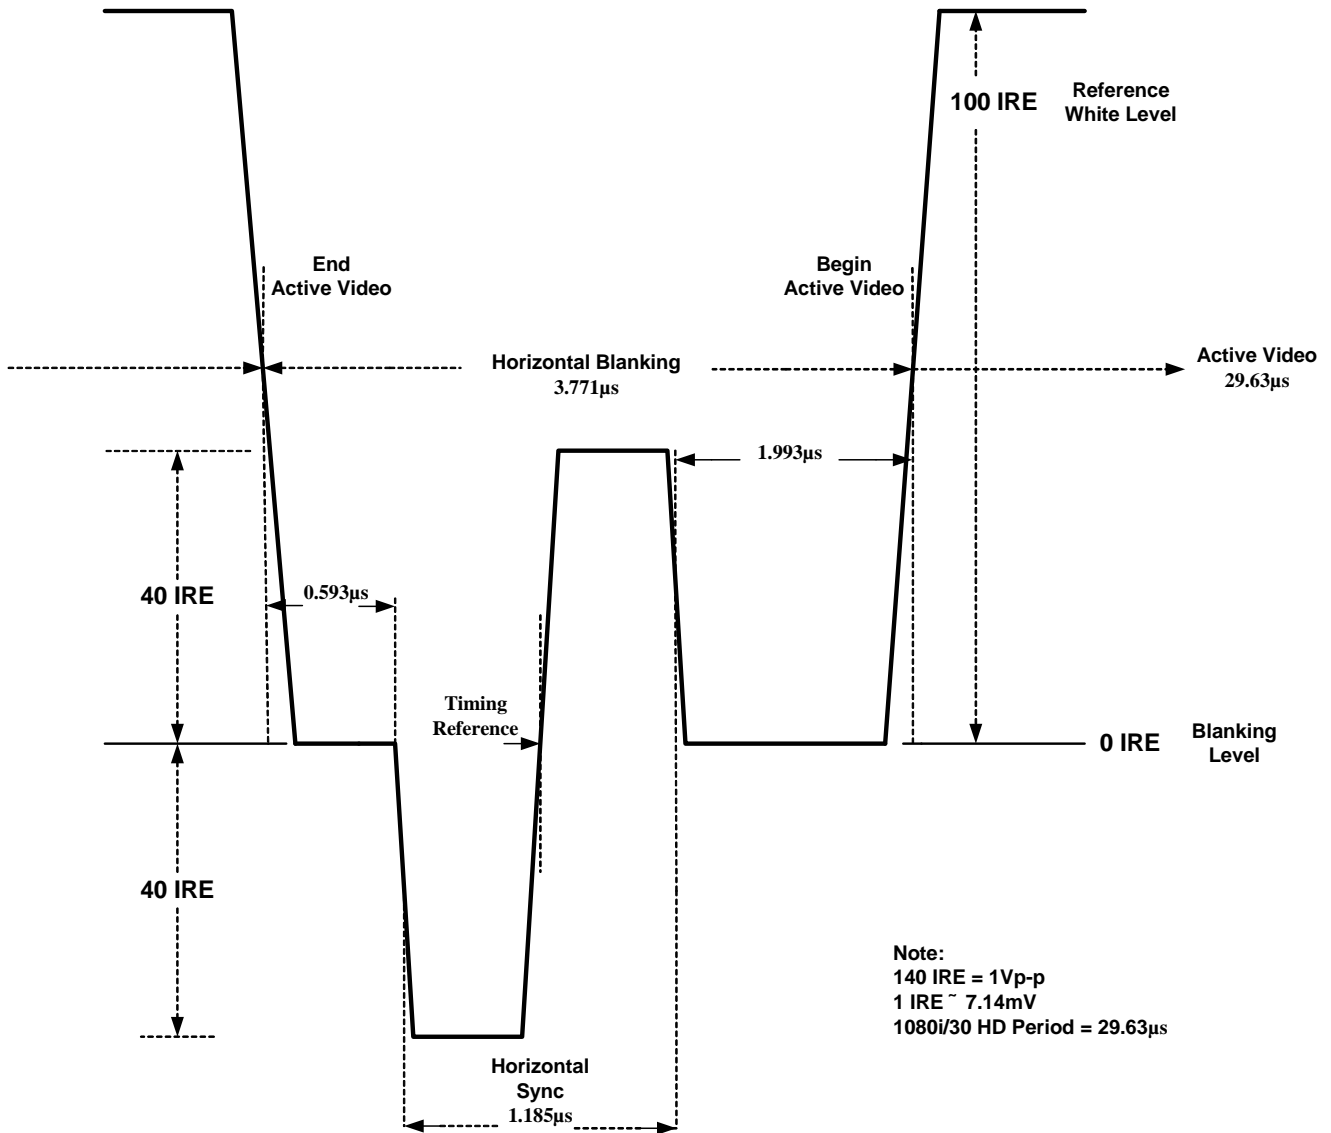 100 IRE
Reference
White Level
End
Active Video
Begin
Active Video
Horizontal Blanking
3.771µs
Active Video
29.63µs
1.993µs
40 IRE
0.593µs
Timing
Reference
0 IRE
Blanking
Level
40 IRE
Note:
140 IRE = 1Vp-p
1 IRE ˜ 7.14mV
1080i/30 HD Period = 29.63µs
Horizontal
Sync
1.185µs